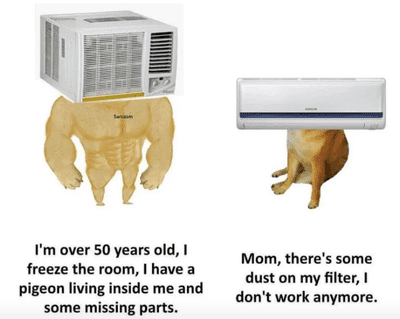 Sarcasm
I'm over 50 years old, I
freeze the room, I have a
pigeon living inside me and
some missing parts.
Mom, there's some
dust on my filter, I
don't work anymore.